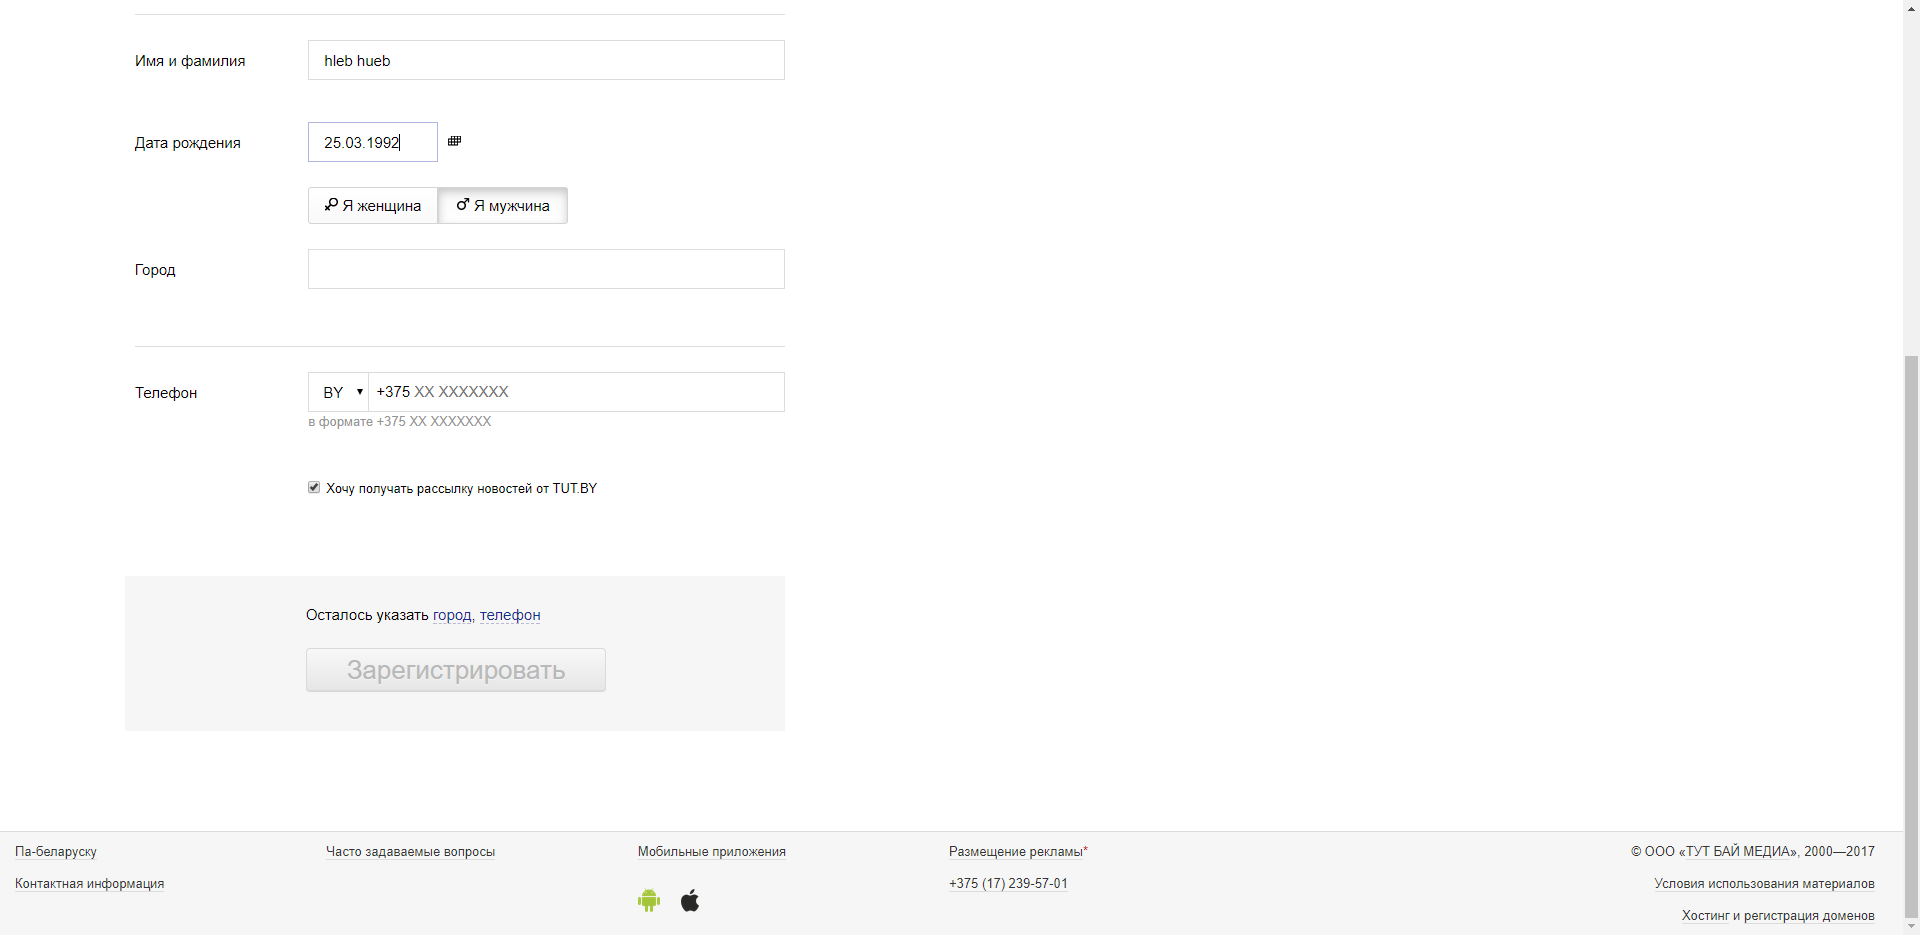 Имя и фамилия
hleb hueb
Дата рождения
25.03.1992
Я женщина
Я мужчина
Город
Телефон
BY
+375 XX XXXXXXX
в формате +375 XX XXXXXXX
Хочу получать рассылку новостей от TUT.BY
Осталось указать город, телефон
Зарегистрировать
Па-беларуску
Контактная информация
Часто задаваемые вопросы
Мобильные приложения
Размещение рекламы*
+375 (17) 239-57-01
© ООО «ТУТ БАЙ МЕДИА», 2000—2017
Условия использования материалов
Хостинг и регистрация доменов